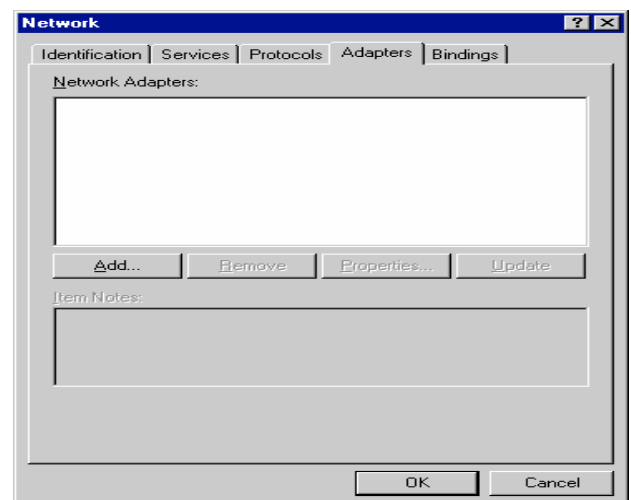 Network
Identification Services Protocols Adapters Bindings
Network Adapters:
Add... Remove Properties... Update
Item Notes:
OK Cancel